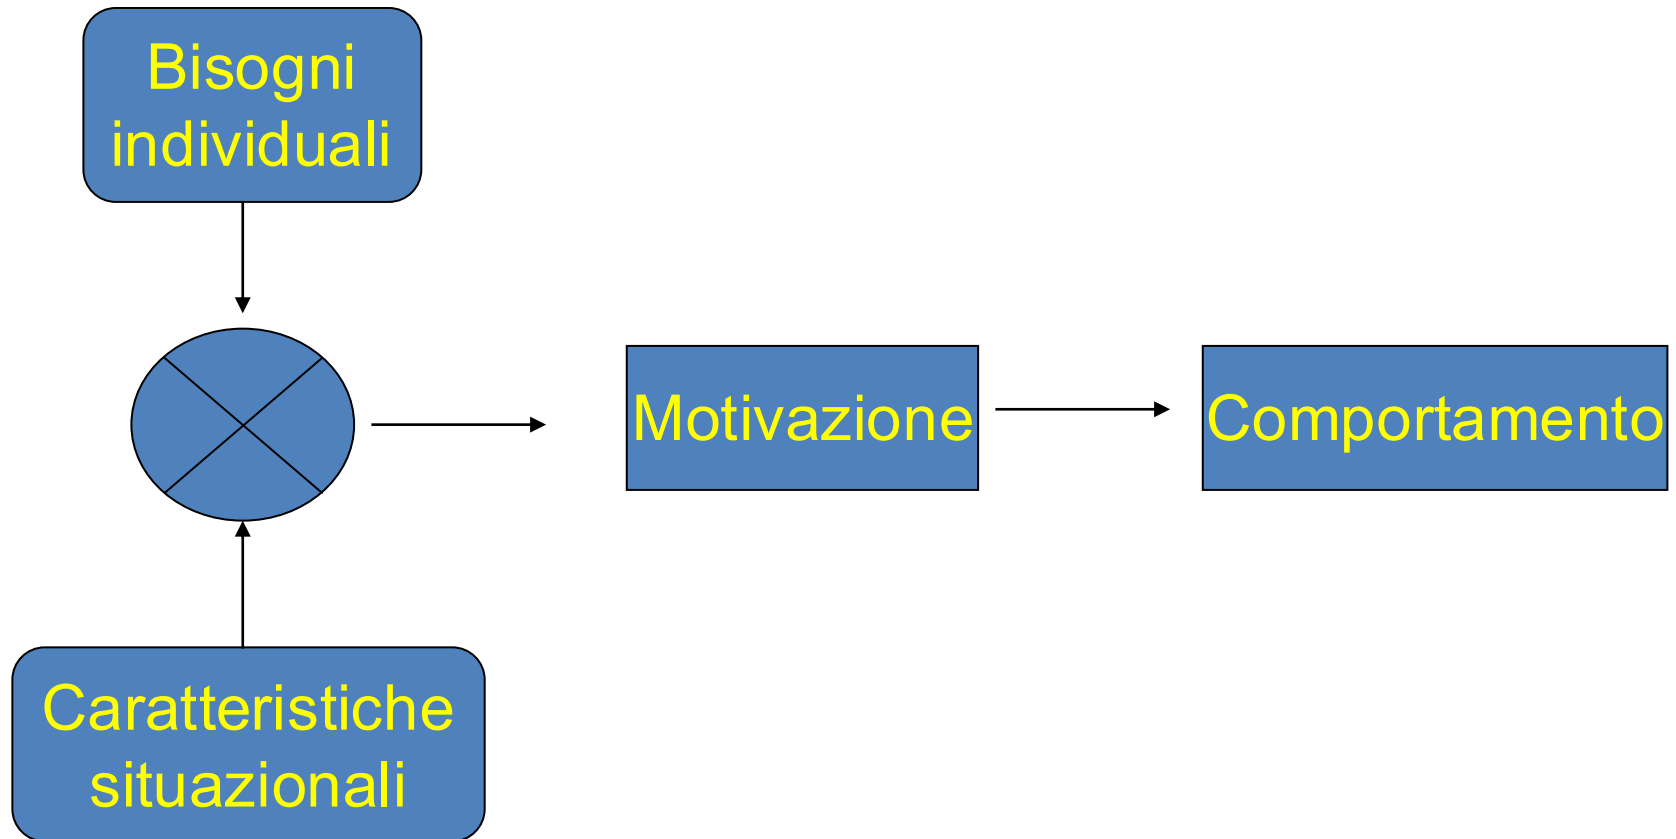 Bisogni
individuali
Motivazione
Comportamento
Caratteristiche
situazionali